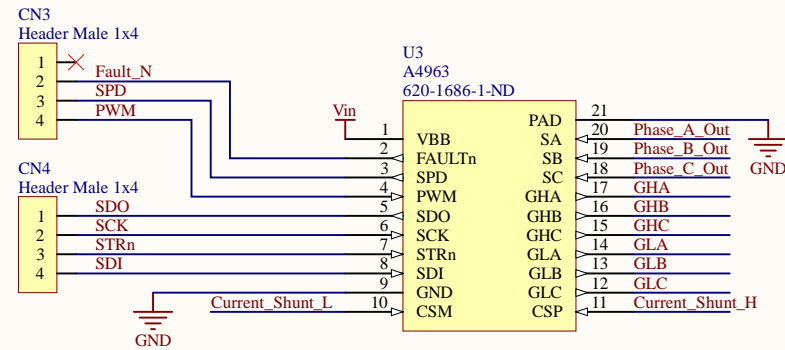 CN3
Header Male 1x4
1
2 Fault_N
3 SPD
4 PWM
CN4
Header Male 1x4
1 SDO
2 SCK
3 STRn
4 SDI
GND
Current_Shunt_L
Vin
U3
A4963
620-1686-1-ND
1 VBB
2 FAULTn
3 SPD
4 PWM
5 SDO
6 SCK
7 STRn
8 SDI
9 GND
10 CSM
PAD 21
SA 20 Phase_A_Out
SB 19 Phase_B_Out
SC 18 Phase_C_Out
GHA 17 GHA
GHB 16 GHB
GHC 15 GHC
GLA 14 GLA
GLB 13 GLB
GLC 12 GLC
CSP 11 Current_Shunt_H
GND